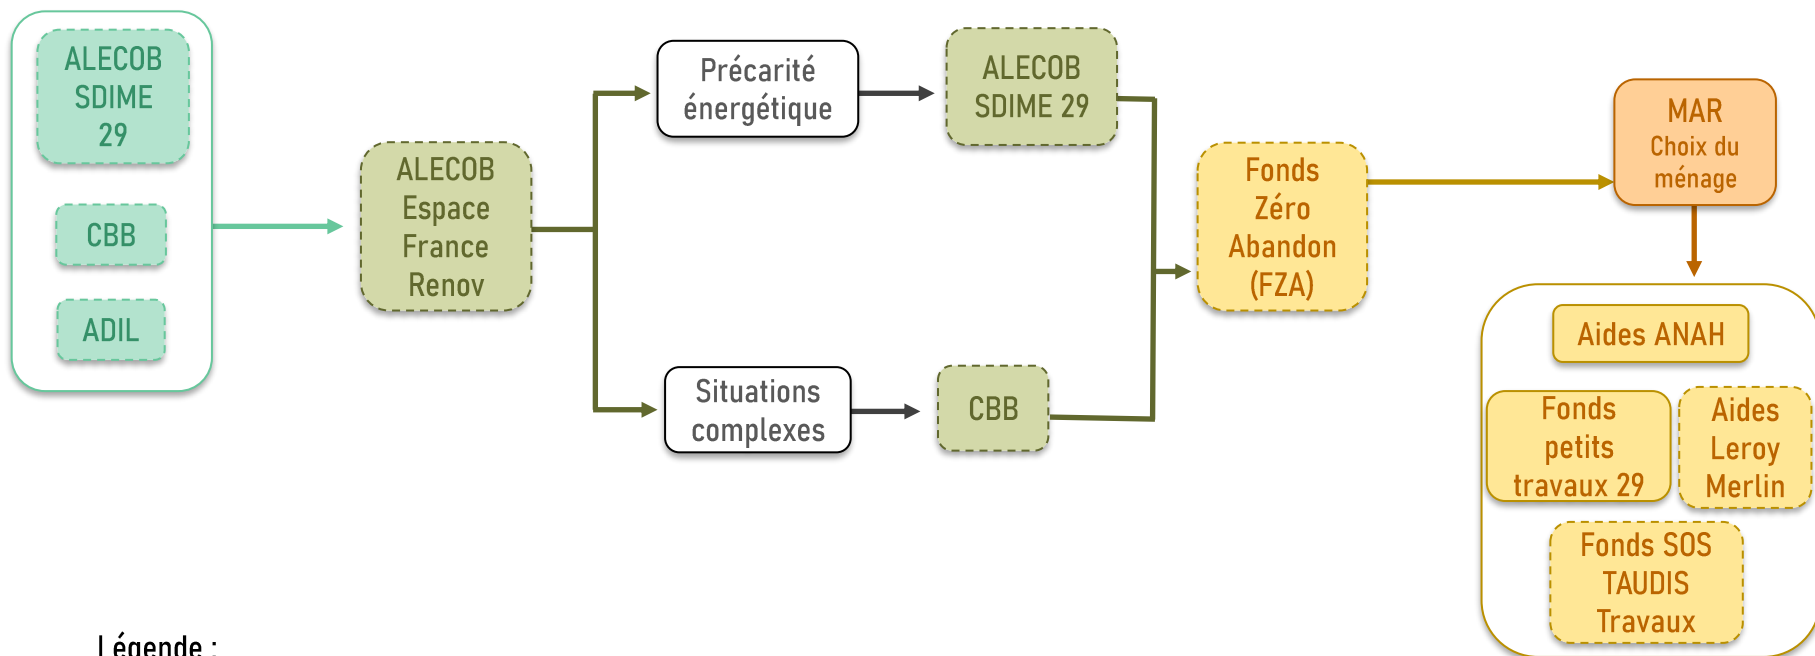 ALECOB
SDIME
29
CBB
ADIL
ALECOB
Espace
France
Renov
Précarité
énergétique
Situations
complexes
ALECOB
SDIME 29
CBB
Fonds
Zéro
Abandon
(FZA)
MAR
Choix du
ménage
Aides ANAH
Fonds
petits
travaux 29
Aides
Leroy
Merlin
Fonds SOS
TAUDIS
Travaux
Légende :